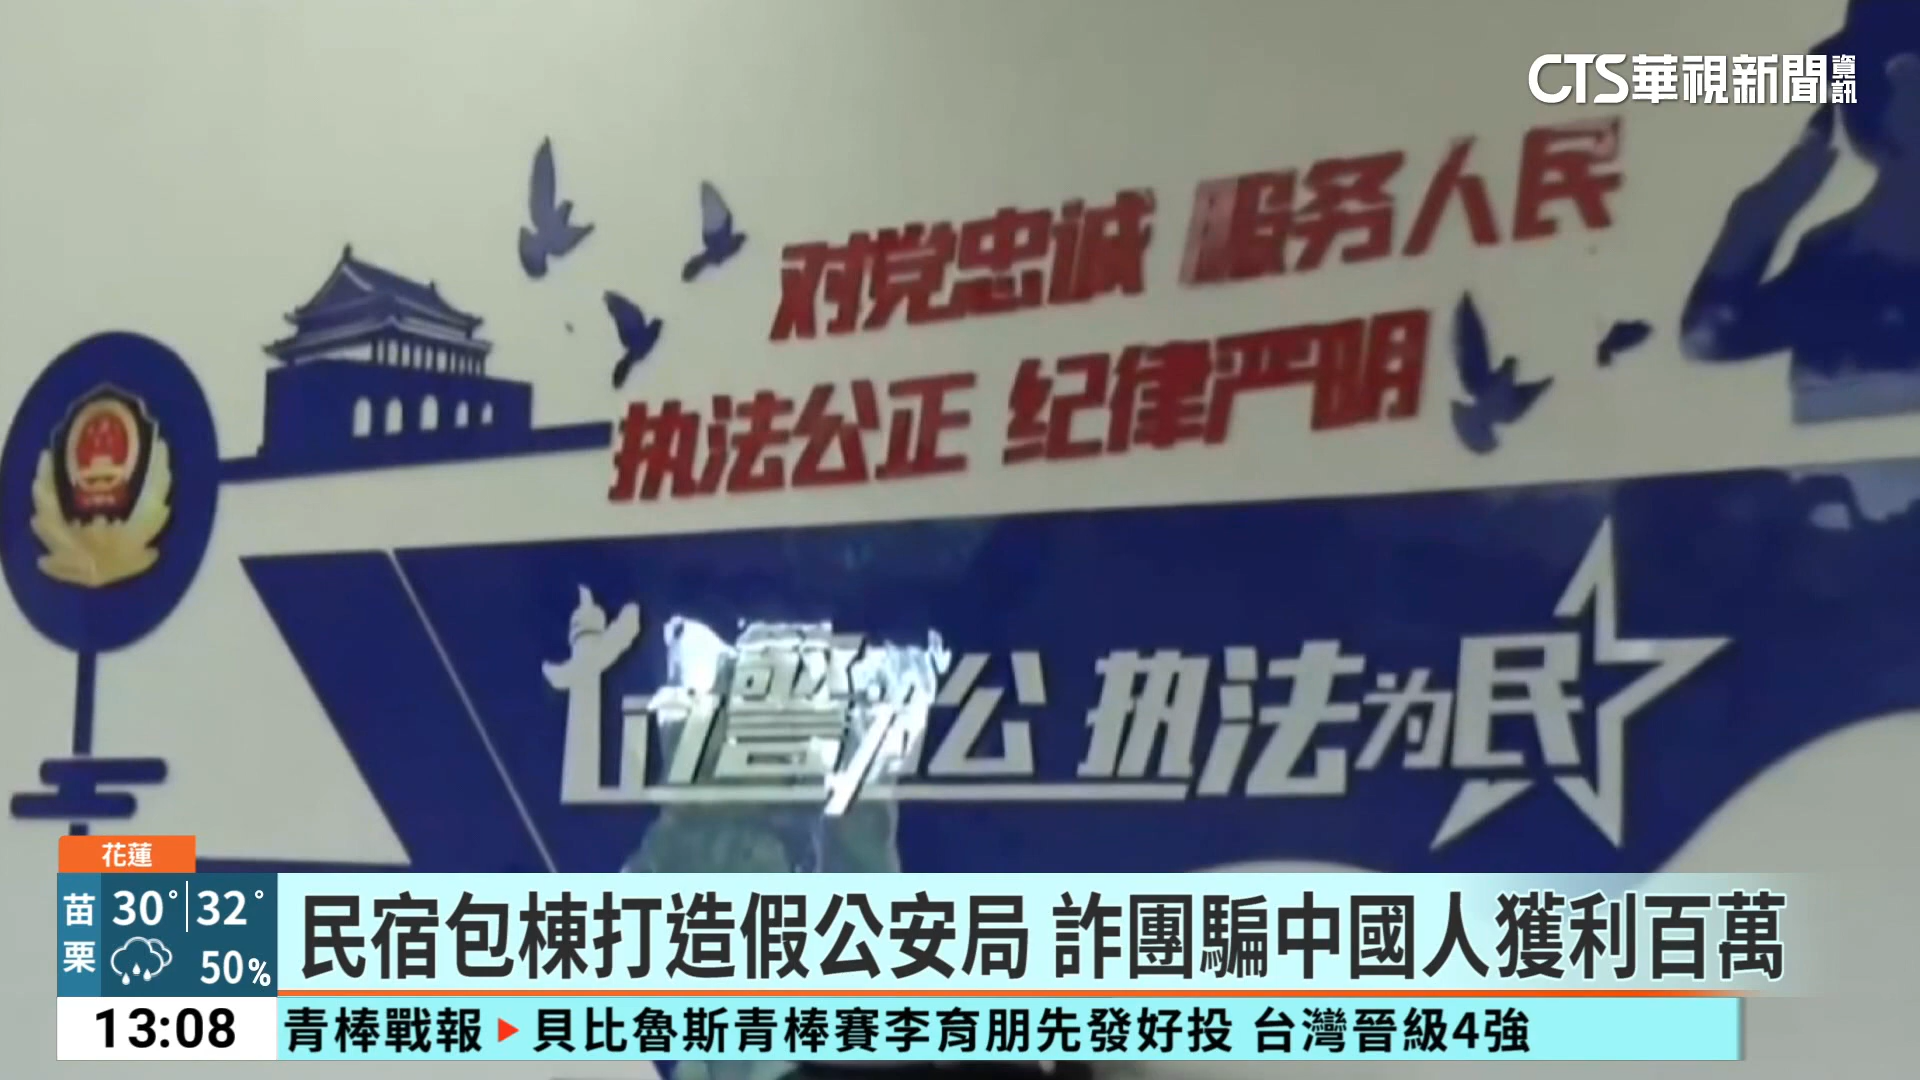 CTS華視新聞資訊
对党忠诚 服务人民
执法公正 纪律严明
警 公 执法为民
花蓮
苗栗
30° 32°
50%
民宿包棟打造假公安局 詐團騙中國人獲利百萬
13:08
青棒戰報▶貝比魯斯青棒賽李育朋先發好投 台灣晉級4強